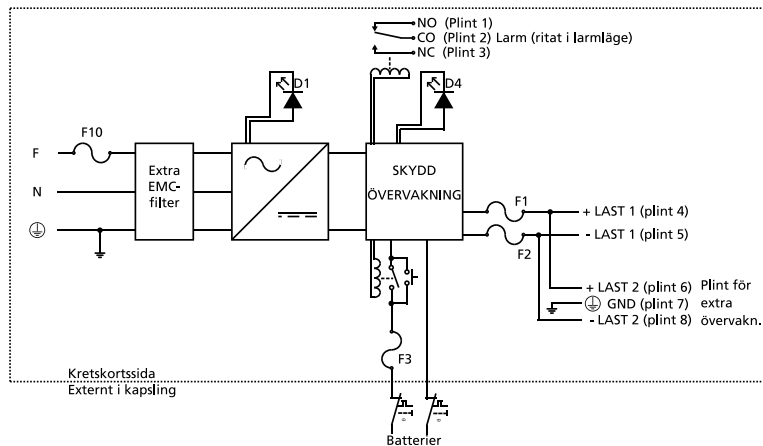 NO (Plint 1)
CO (Plint 2) Larm (ritat i larmläge)
NC (Plint 3)
D1
D4
F10
F
Extra
EMC-
filter
N
SKYDD
ÖVERVAKNING
F1
+ LAST 1 (plint 4)
- LAST 1 (plint 5)
F2
+ LAST 2 (plint 6) Plint för
GND (plint 7) extra
- LAST 2 (plint 8) övervakn.
F3
Kretskortssida
Externt i kapsling
Batterier